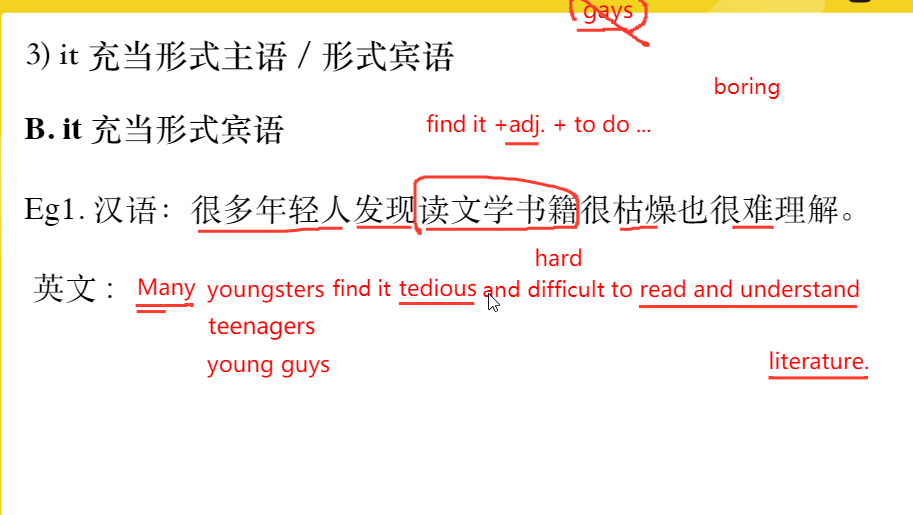 gays
3) it 充当形式主语 / 形式宾语
boring
B. it 充当形式宾语
find it +adj. + to do ...
Eg1. 汉语：很多年轻人发现读文学书籍很枯燥也很难理解。
hard
英文： Many youngsters find it tedious and difficult to read and understand
teenagers
young guys
literature.